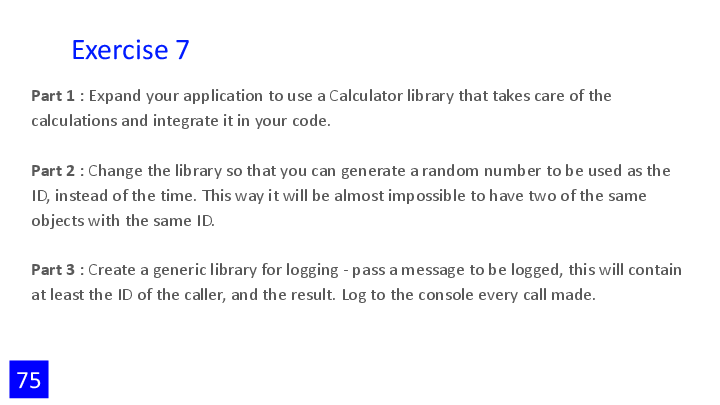 Exercise 7
Part 1 : Expand your application to use a Calculator library that takes care of the
calculations and integrate it in your code.
Part 2 : Change the library so that you can generate a random number to be used as the
ID, instead of the time. This way it will be almost impossible to have two of the same
objects with the same ID.
Part 3 : Create a generic library for logging - pass a message to be logged, this will contain
at least the ID of the caller, and the result. Log to the console every call made.
75